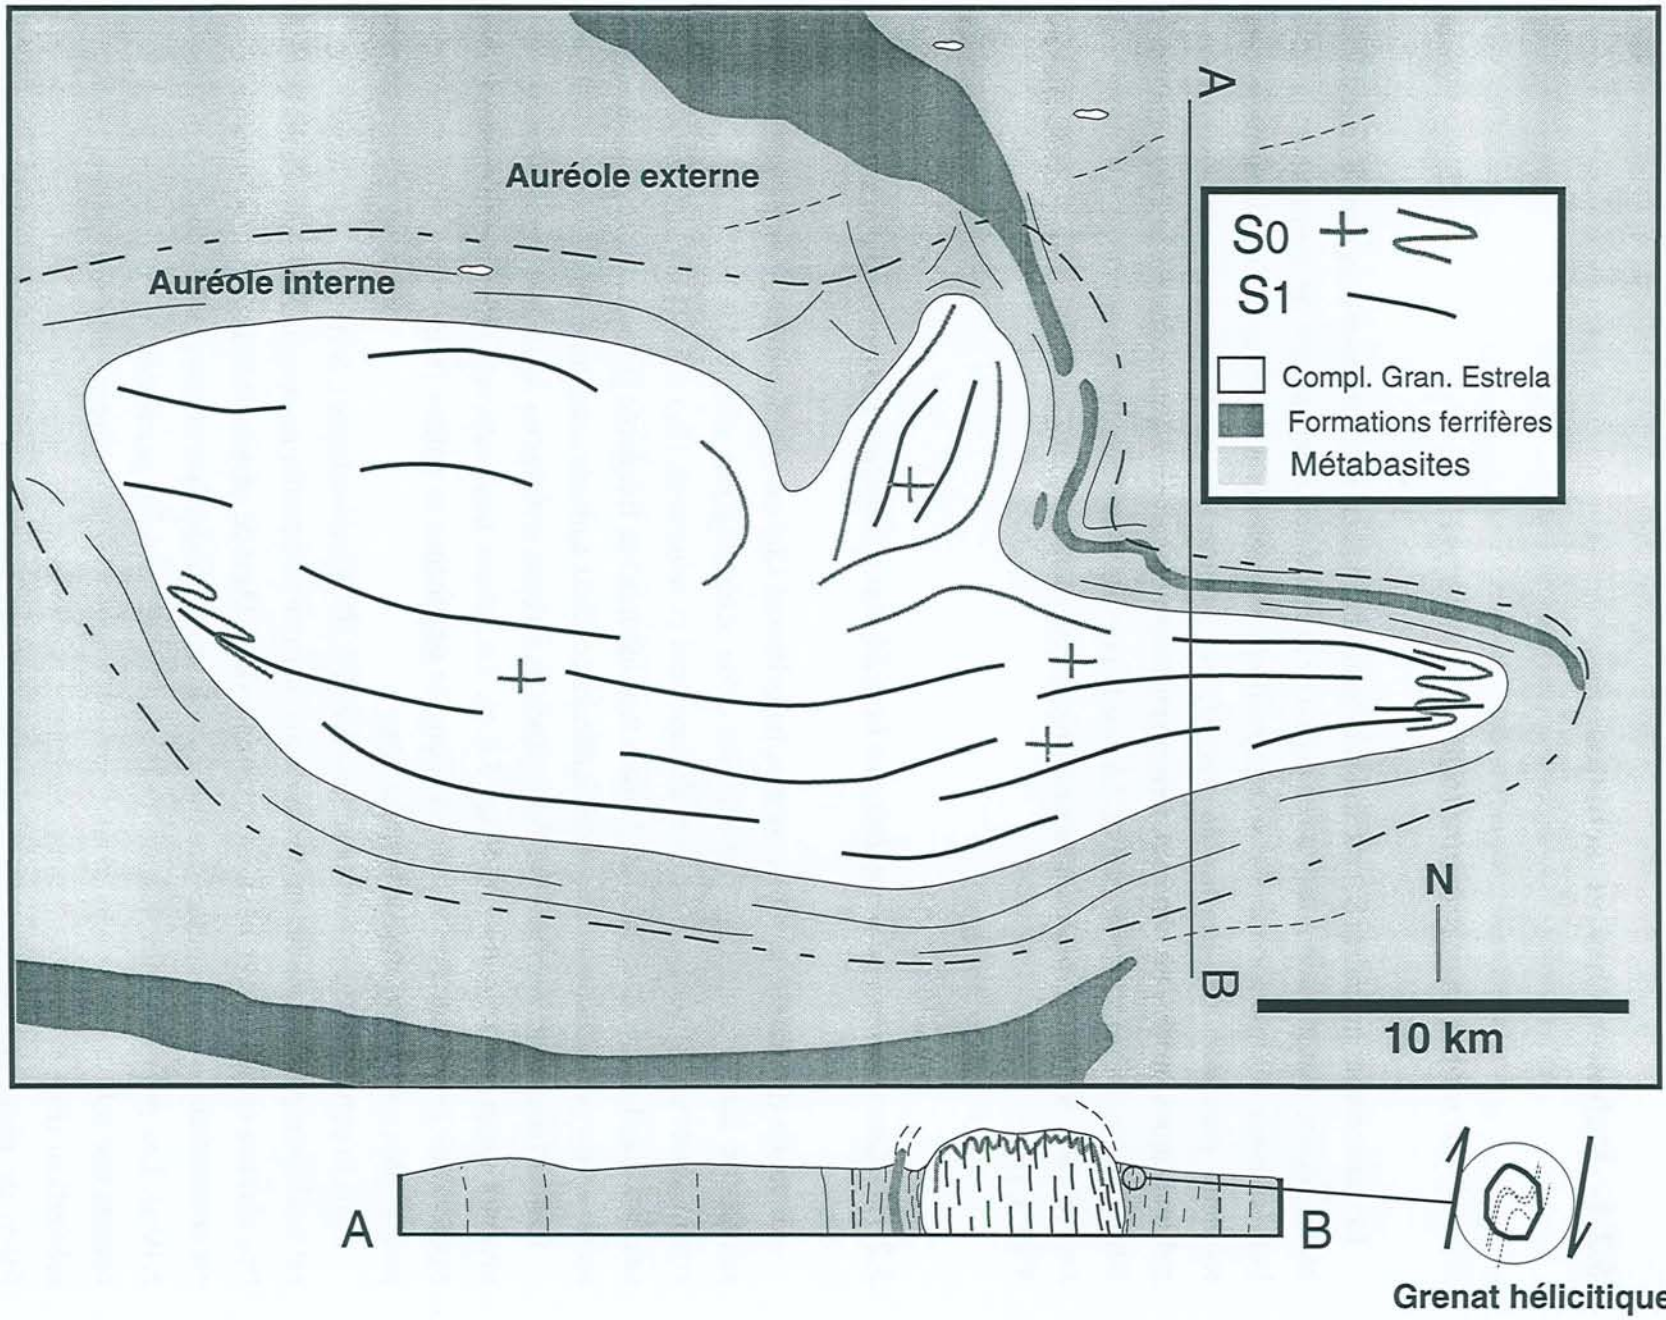 A
Auréole externe
Auréole interne
S0
S1
Compl. Gran. Estrela
Formations ferrifères
Métabasites
N
B
10 km
A
B
Grenat hélicitique